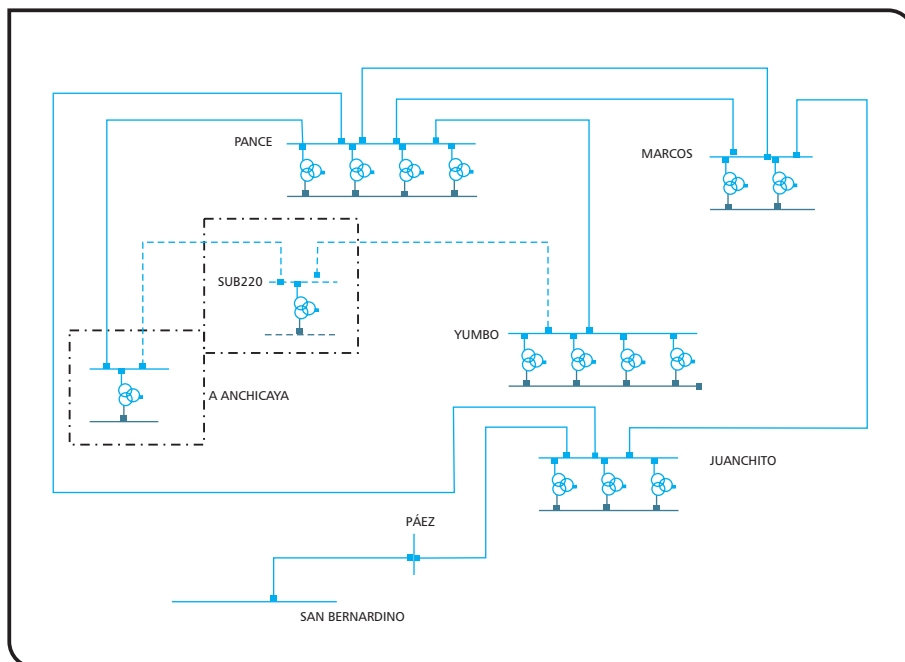 PANCE
MARCOS
SUB220
YUMBO
A ANCHICAYA
JUANCHITO
PÁEZ
SAN BERNARDINO